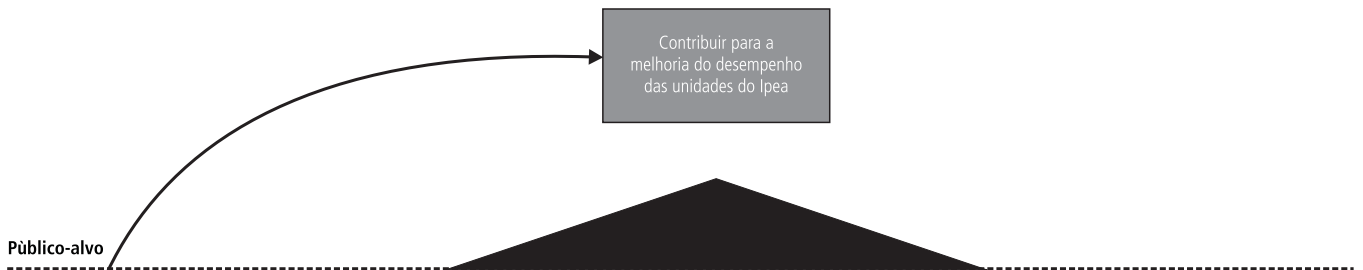 Contribuir para a
melhoria do desempenho
das unidades do Ipea
Pùblico-alvo